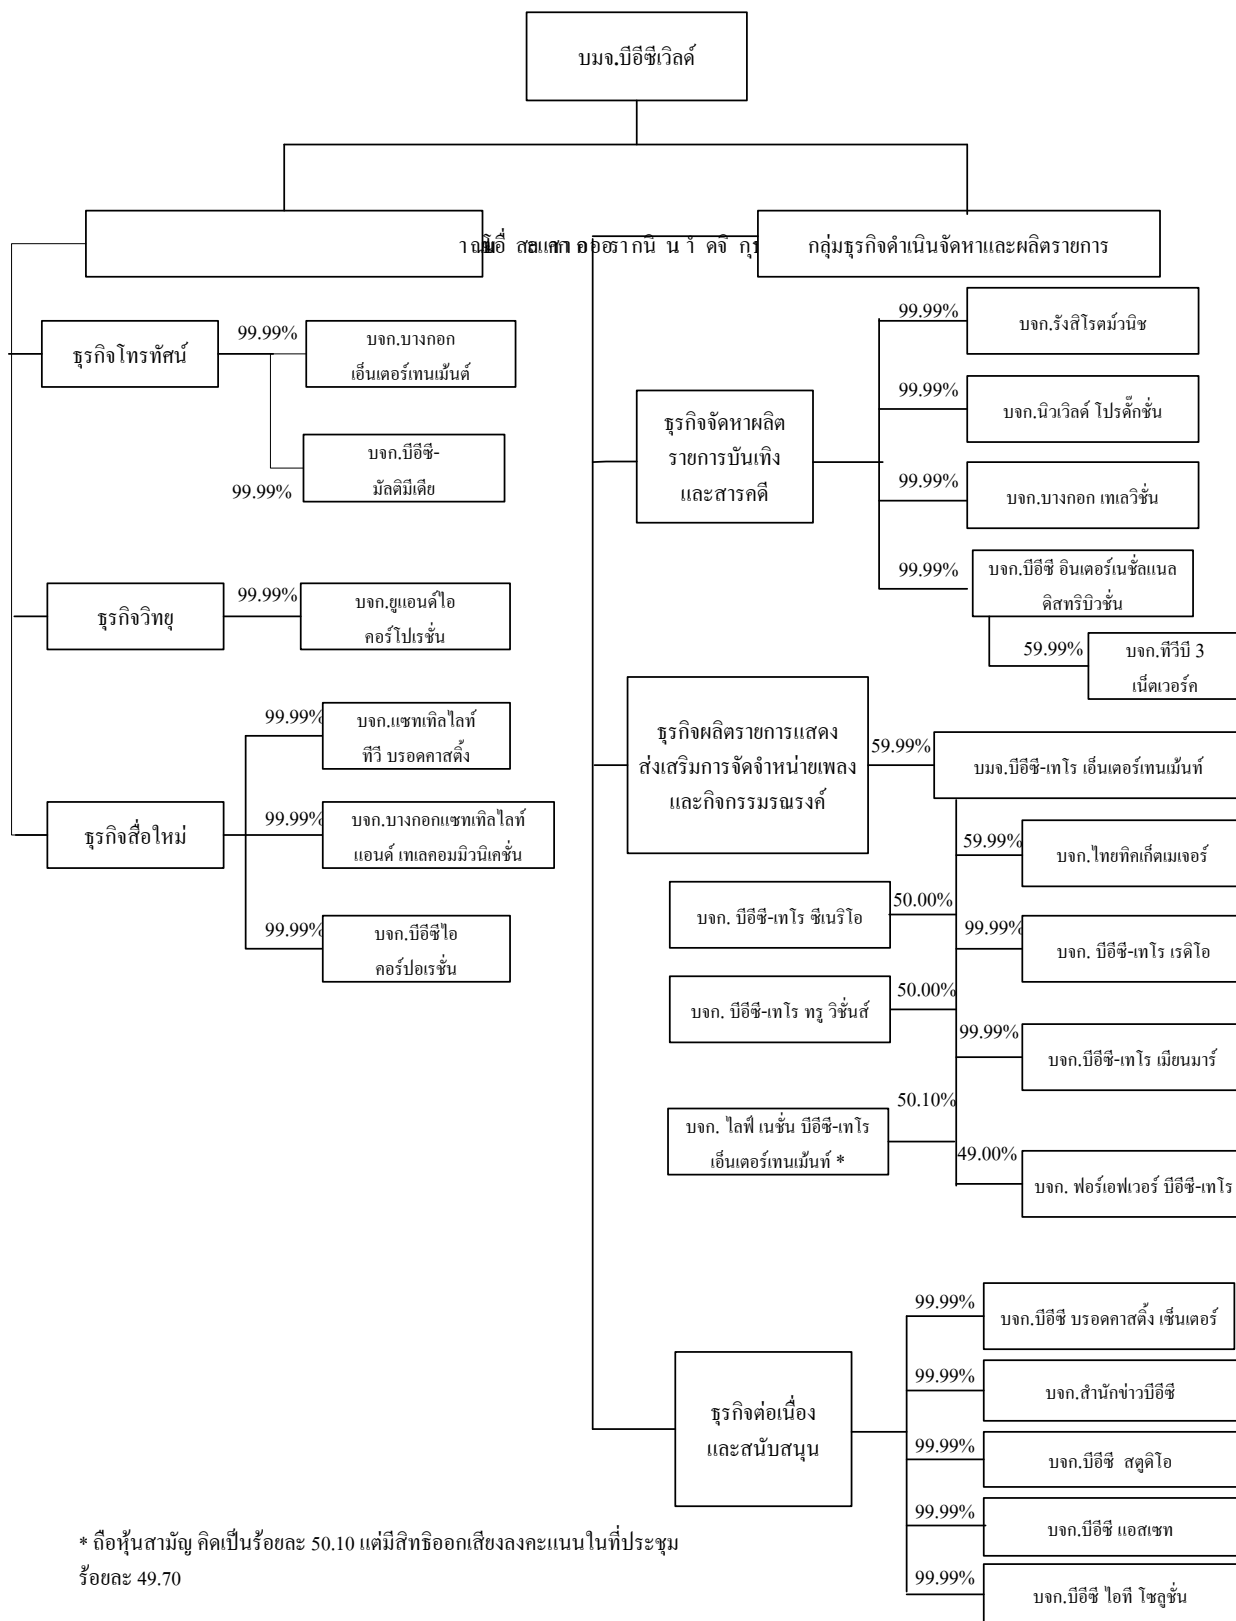 บมจ.บีอีซีเวิลด์
กลุ่มธุรกิจดำเนินจัดหาและผลิตรายการ
ธุรกิจโทรทัศน์
99.99%
บจก.บางกอก
เอ็นเตอร์เทนเม้นต์
99.99%
บจก.บีอีซี-
มัลติมีเดีย
ธุรกิจวิทยุ
99.99%
บจก.ยูแอนด์ไอ
คอร์โปเรชั่น
ธุรกิจสื่อใหม่
99.99%
บจก.แซทเทิลไลท์
ทีวี บรอดคาสติ้ง
99.99%
บจก.บางกอกแซทเทิลไลท์
แอนด์ เทเลคอมมิวนิเคชั่น
99.99%
บจก.บีอีซีไอ
คอร์ปอเรชั่น
ธุรกิจจัดหาผลิต
รายการบันเทิง
และสารคดี
99.99%
บจก.รังสิโรตม์วนิช
99.99%
บจก.นิวเวิลด์ โปรดั๊กชั่น
99.99%
บจก.บางกอก เทเลวิชั่น
99.99%
บจก.บีอีซี อินเตอร์เนชั่แนล
ดิสทริบิวชั่น
59.99%
บจก.ทีวีบี 3
เน็ตเวอร์ค
ธุรกิจผลิตรายการแสดง
ส่งเสริมการจัดจำหน่ายเพลง
และกิจกรรมรณรงค์
59.99%
บมจ.บีอีซี-เทโร เอ็นเตอร์เทนเม้นท์
59.99%
บจก.ไทยทิคเก็ตเมเจอร์
50.00%
บจก. บีอีซี-เทโร ซีเนริโอ
99.99%
บจก. บีอีซี-เทโร เรดิโอ
50.00%
บจก. บีอีซี-เทโร ทรู วิชั่นส์
99.99%
บจก.บีอีซี-เทโร เมียนมาร์
50.10%
บจก. ไลฟ์ เนชั่น บีอีซี-เทโร
เอ็นเตอร์เทนเม้นท์ *
49.00%
บจก. ฟอร์เอฟเวอร์ บีอีซี-เทโร
ธุรกิจต่อเนื่อง
และสนับสนุน
99.99%
บจก.บีอีซี บรอดคาสติ้ง เซ็นเตอร์
99.99%
บจก.สำนักข่าวบีอีซี
99.99%
บจก.บีอีซี สตูดิโอ
99.99%
บจก.บีอีซี แอสเซท
99.99%
บจก.บีอีซี ไอที โซลูชั่น
* ถือหุ้นสามัญ คิดเป็นร้อยละ 50.10 แต่มีสิทธิออกเสียงลงคะแนนในที่ประชุม
ร้อยละ 49.70